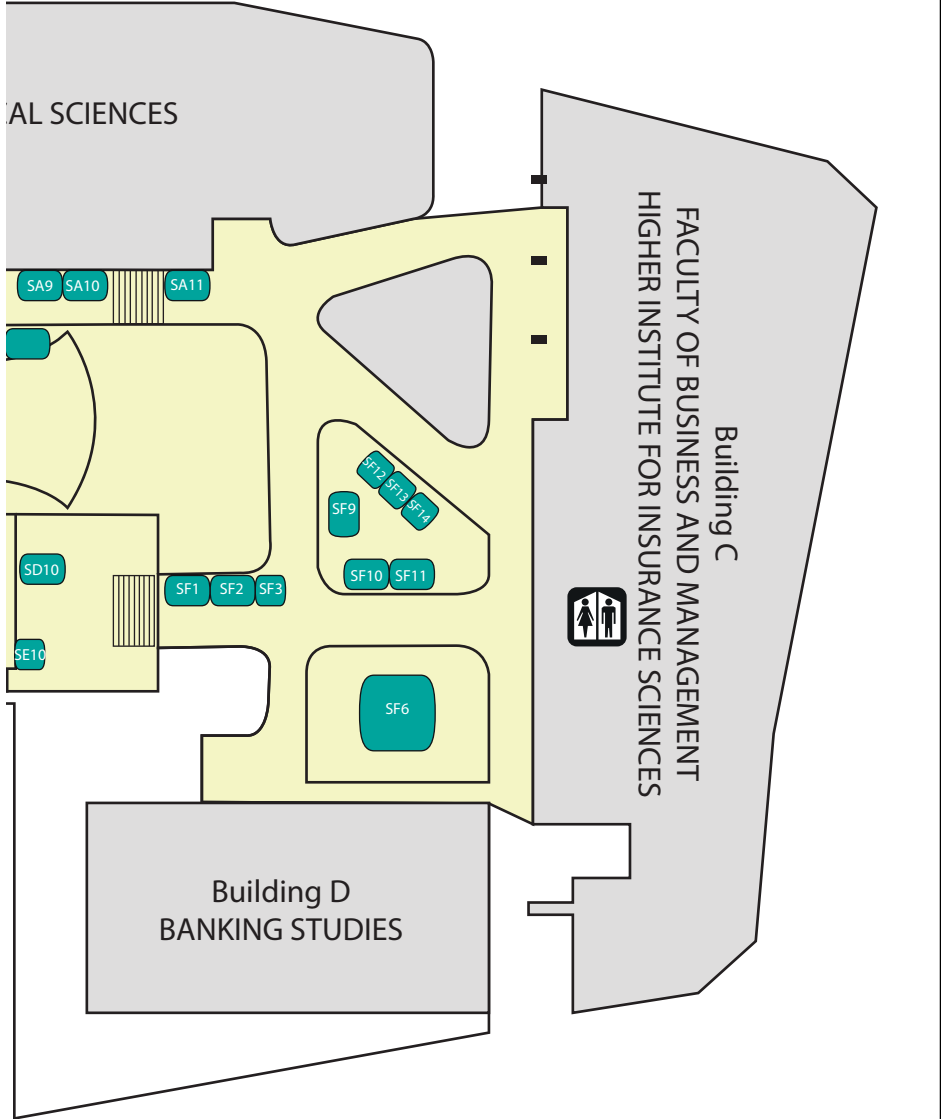 CAL SCIENCES
SA9
SA10
SA11
Building C
FACULTY OF BUSINESS AND MANAGEMENT
HIGHER INSTITUTE FOR INSURANCE SCIENCES
SF12
SF13
SF14
SF9
SF10
SF11
SD10
SF1
SF2
SF3
SE10
SF6
Building D
BANKING STUDIES